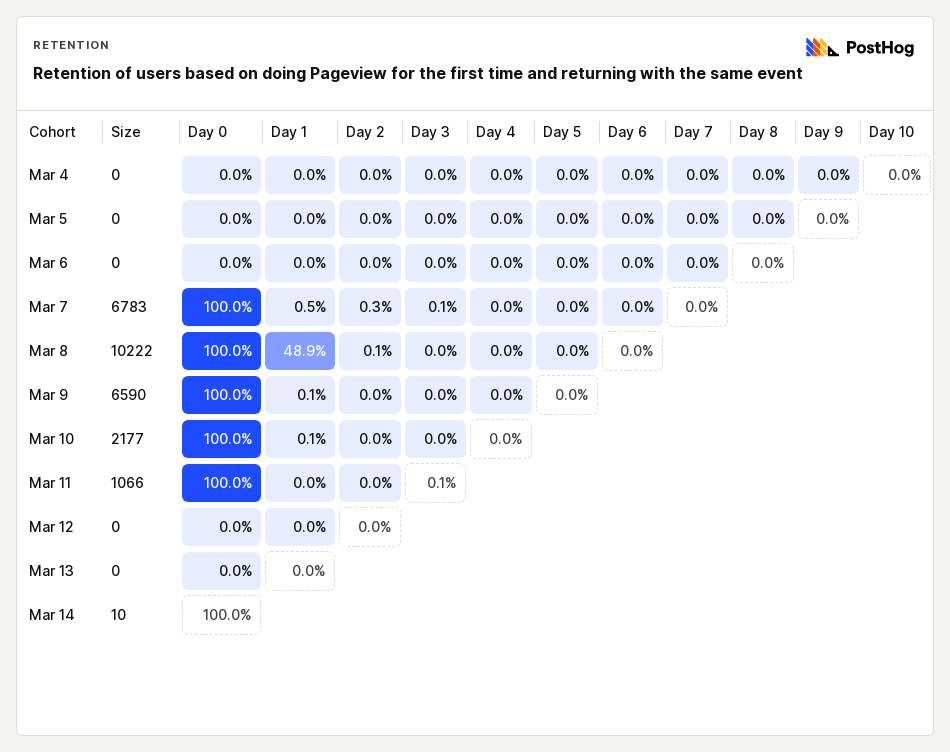 RETENTION
PostHog
Retention of users based on doing Pageview for the first time and returning with the same event
Cohort Size Day 0 Day 1 Day 2 Day 3 Day 4 Day 5 Day 6 Day 7 Day 8 Day 9 Day 10
Mar 4 0 0.0% 0.0% 0.0% 0.0% 0.0% 0.0% 0.0% 0.0% 0.0% 0.0% 0.0%
Mar 5 0 0.0% 0.0% 0.0% 0.0% 0.0% 0.0% 0.0% 0.0% 0.0% 0.0%
Mar 6 0 0.0% 0.0% 0.0% 0.0% 0.0% 0.0% 0.0% 0.0% 0.0%
Mar 7 6783 100.0% 0.5% 0.3% 0.1% 0.0% 0.0% 0.0% 0.0%
Mar 8 10222 100.0% 48.9% 0.1% 0.0% 0.0% 0.0% 0.0%
Mar 9 6590 100.0% 0.1% 0.0% 0.0% 0.0% 0.0%
Mar 10 2177 100.0% 0.1% 0.0% 0.0% 0.0%
Mar 11 1066 100.0% 0.0% 0.0% 0.1%
Mar 12 0 0.0% 0.0% 0.0%
Mar 13 0 0.0% 0.0%
Mar 14 10 100.0%